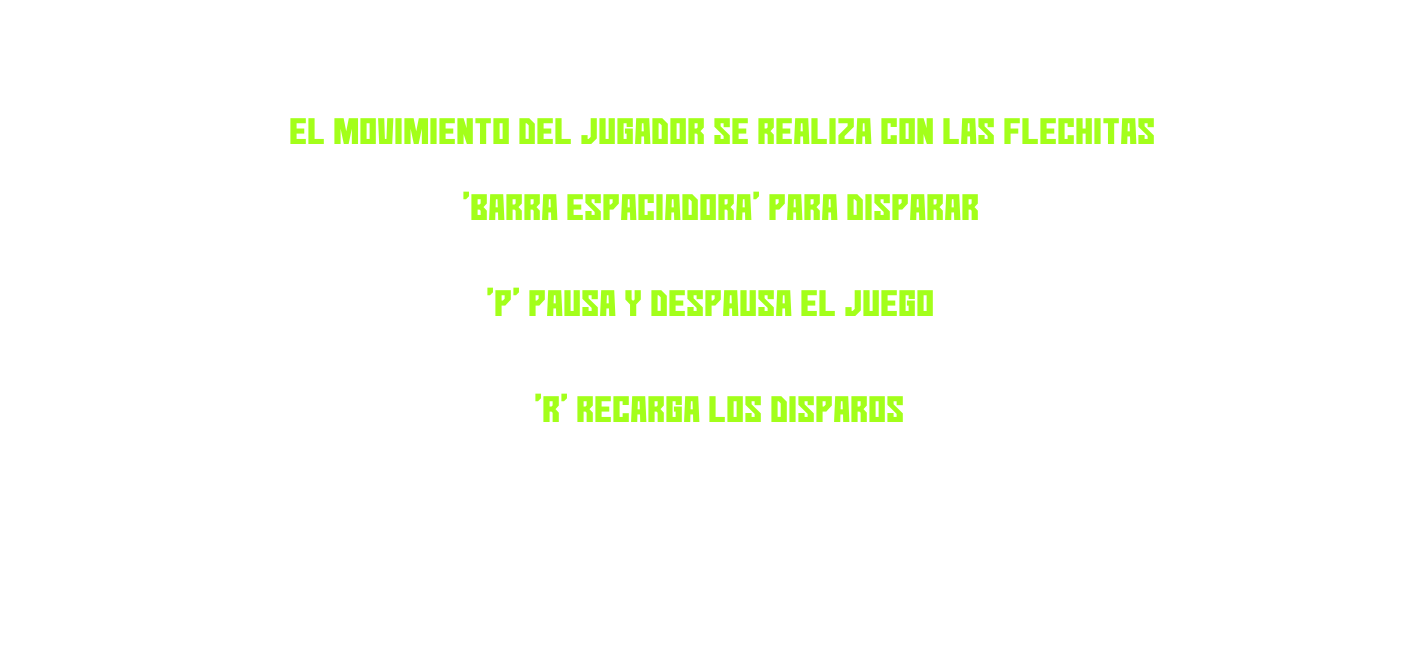 EL MOVIMIENTO DEL JUGADOR SE REALIZA CON LAS FLECHITAS
'BARRA ESPACIADORA' PARA DISPARAR
'P' PAUSA Y DESPAUSA EL JUEGO
'R' RECARGA LOS DISPAROS